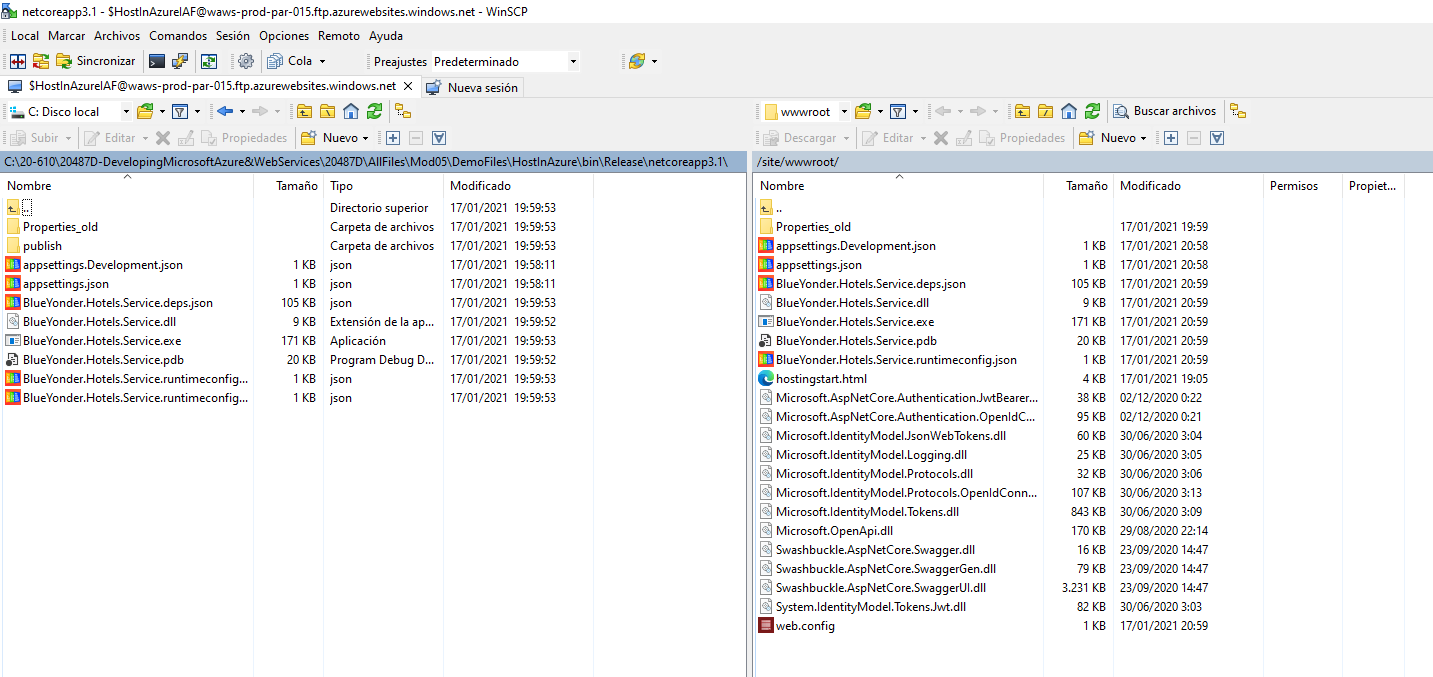 netcoreapp3.1 - $HostInAzureIAF@waws-prod-par-015.ftp.azurewebsites.windows.net - WinSCP
Local Marcar Archivos Comandos Sesión Opciones Remoto Ayuda
Sincronizar Cola Preajustes Predeterminado
$HostInAzureIAF@waws-prod-par-015.ftp.azurewebsites.windows.net Nueva sesión
C: Disco local
Subir Editar Propiedades Nuevo
C:\20-610\20487D-DevelopingMicrosoftAzure&WebServices\20487D\AllFiles\Mod05\DemoFiles\HostInAzure\bin\Release\netcoreapp3.1\
Nombre Tamaño Tipo Modificado
.. Directorio superior 17/01/2021 19:59:53
Properties_old Carpeta de archivos 17/01/2021 19:59:53
publish Carpeta de archivos 17/01/2021 19:59:53
appsettings.Development.json 1 KB json 17/01/2021 19:58:11
appsettings.json 1 KB json 17/01/2021 19:58:11
BlueYonder.Hotels.Service.deps.json 105 KB json 17/01/2021 19:59:53
BlueYonder.Hotels.Service.dll 9 KB Extensión de la ap... 17/01/2021 19:59:52
BlueYonder.Hotels.Service.exe 171 KB Aplicación 17/01/2021 19:59:53
BlueYonder.Hotels.Service.pdb 20 KB Program Debug D... 17/01/2021 19:59:52
BlueYonder.Hotels.Service.runtimeconfig... 1 KB json 17/01/2021 19:59:53
BlueYonder.Hotels.Service.runtimeconfig... 1 KB json 17/01/2021 19:59:53
wwwroot Buscar archivos
Descargar Editar Propiedades Nuevo
/site/wwwroot/
Nombre Tamaño Modificado Permisos Propiet...
..
Properties_old 17/01/2021 19:59
appsettings.Development.json 1 KB 17/01/2021 20:58
appsettings.json 1 KB 17/01/2021 20:58
BlueYonder.Hotels.Service.deps.json 105 KB 17/01/2021 20:59
BlueYonder.Hotels.Service.dll 9 KB 17/01/2021 20:59
BlueYonder.Hotels.Service.exe 171 KB 17/01/2021 20:59
BlueYonder.Hotels.Service.pdb 20 KB 17/01/2021 20:59
BlueYonder.Hotels.Service.runtimeconfig.json 1 KB 17/01/2021 20:59
hostingstart.html 4 KB 17/01/2021 19:05
Microsoft.AspNetCore.Authentication.JwtBearer... 38 KB 02/12/2020 0:22
Microsoft.AspNetCore.Authentication.OpenIdC... 95 KB 02/12/2020 0:21
Microsoft.IdentityModel.JsonWebTokens.dll 60 KB 30/06/2020 3:04
Microsoft.IdentityModel.Logging.dll 25 KB 30/06/2020 3:05
Microsoft.IdentityModel.Protocols.dll 32 KB 30/06/2020 3:06
Microsoft.IdentityModel.Protocols.OpenIdConn... 107 KB 30/06/2020 3:13
Microsoft.IdentityModel.Tokens.dll 843 KB 30/06/2020 3:09
Microsoft.OpenApi.dll 170 KB 29/08/2020 22:14
Swashbuckle.AspNetCore.Swagger.dll 16 KB 23/09/2020 14:47
Swashbuckle.AspNetCore.SwaggerGen.dll 79 KB 23/09/2020 14:47
Swashbuckle.AspNetCore.SwaggerUI.dll 3.231 KB 23/09/2020 14:47
System.IdentityModel.Tokens.Jwt.dll 82 KB 30/06/2020 3:03
web.config 1 KB 17/01/2021 20:59